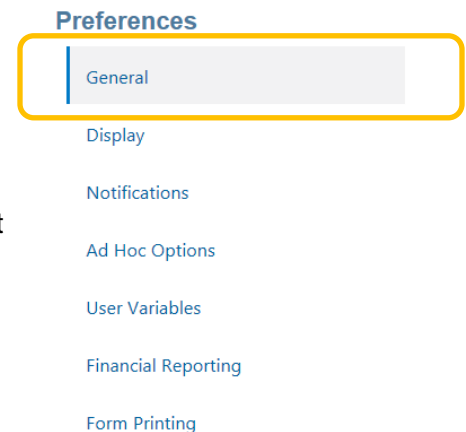 Preferences
General
Display
Notifications
t
Ad Hoc Options
User Variables
Financial Reporting
Form Printing